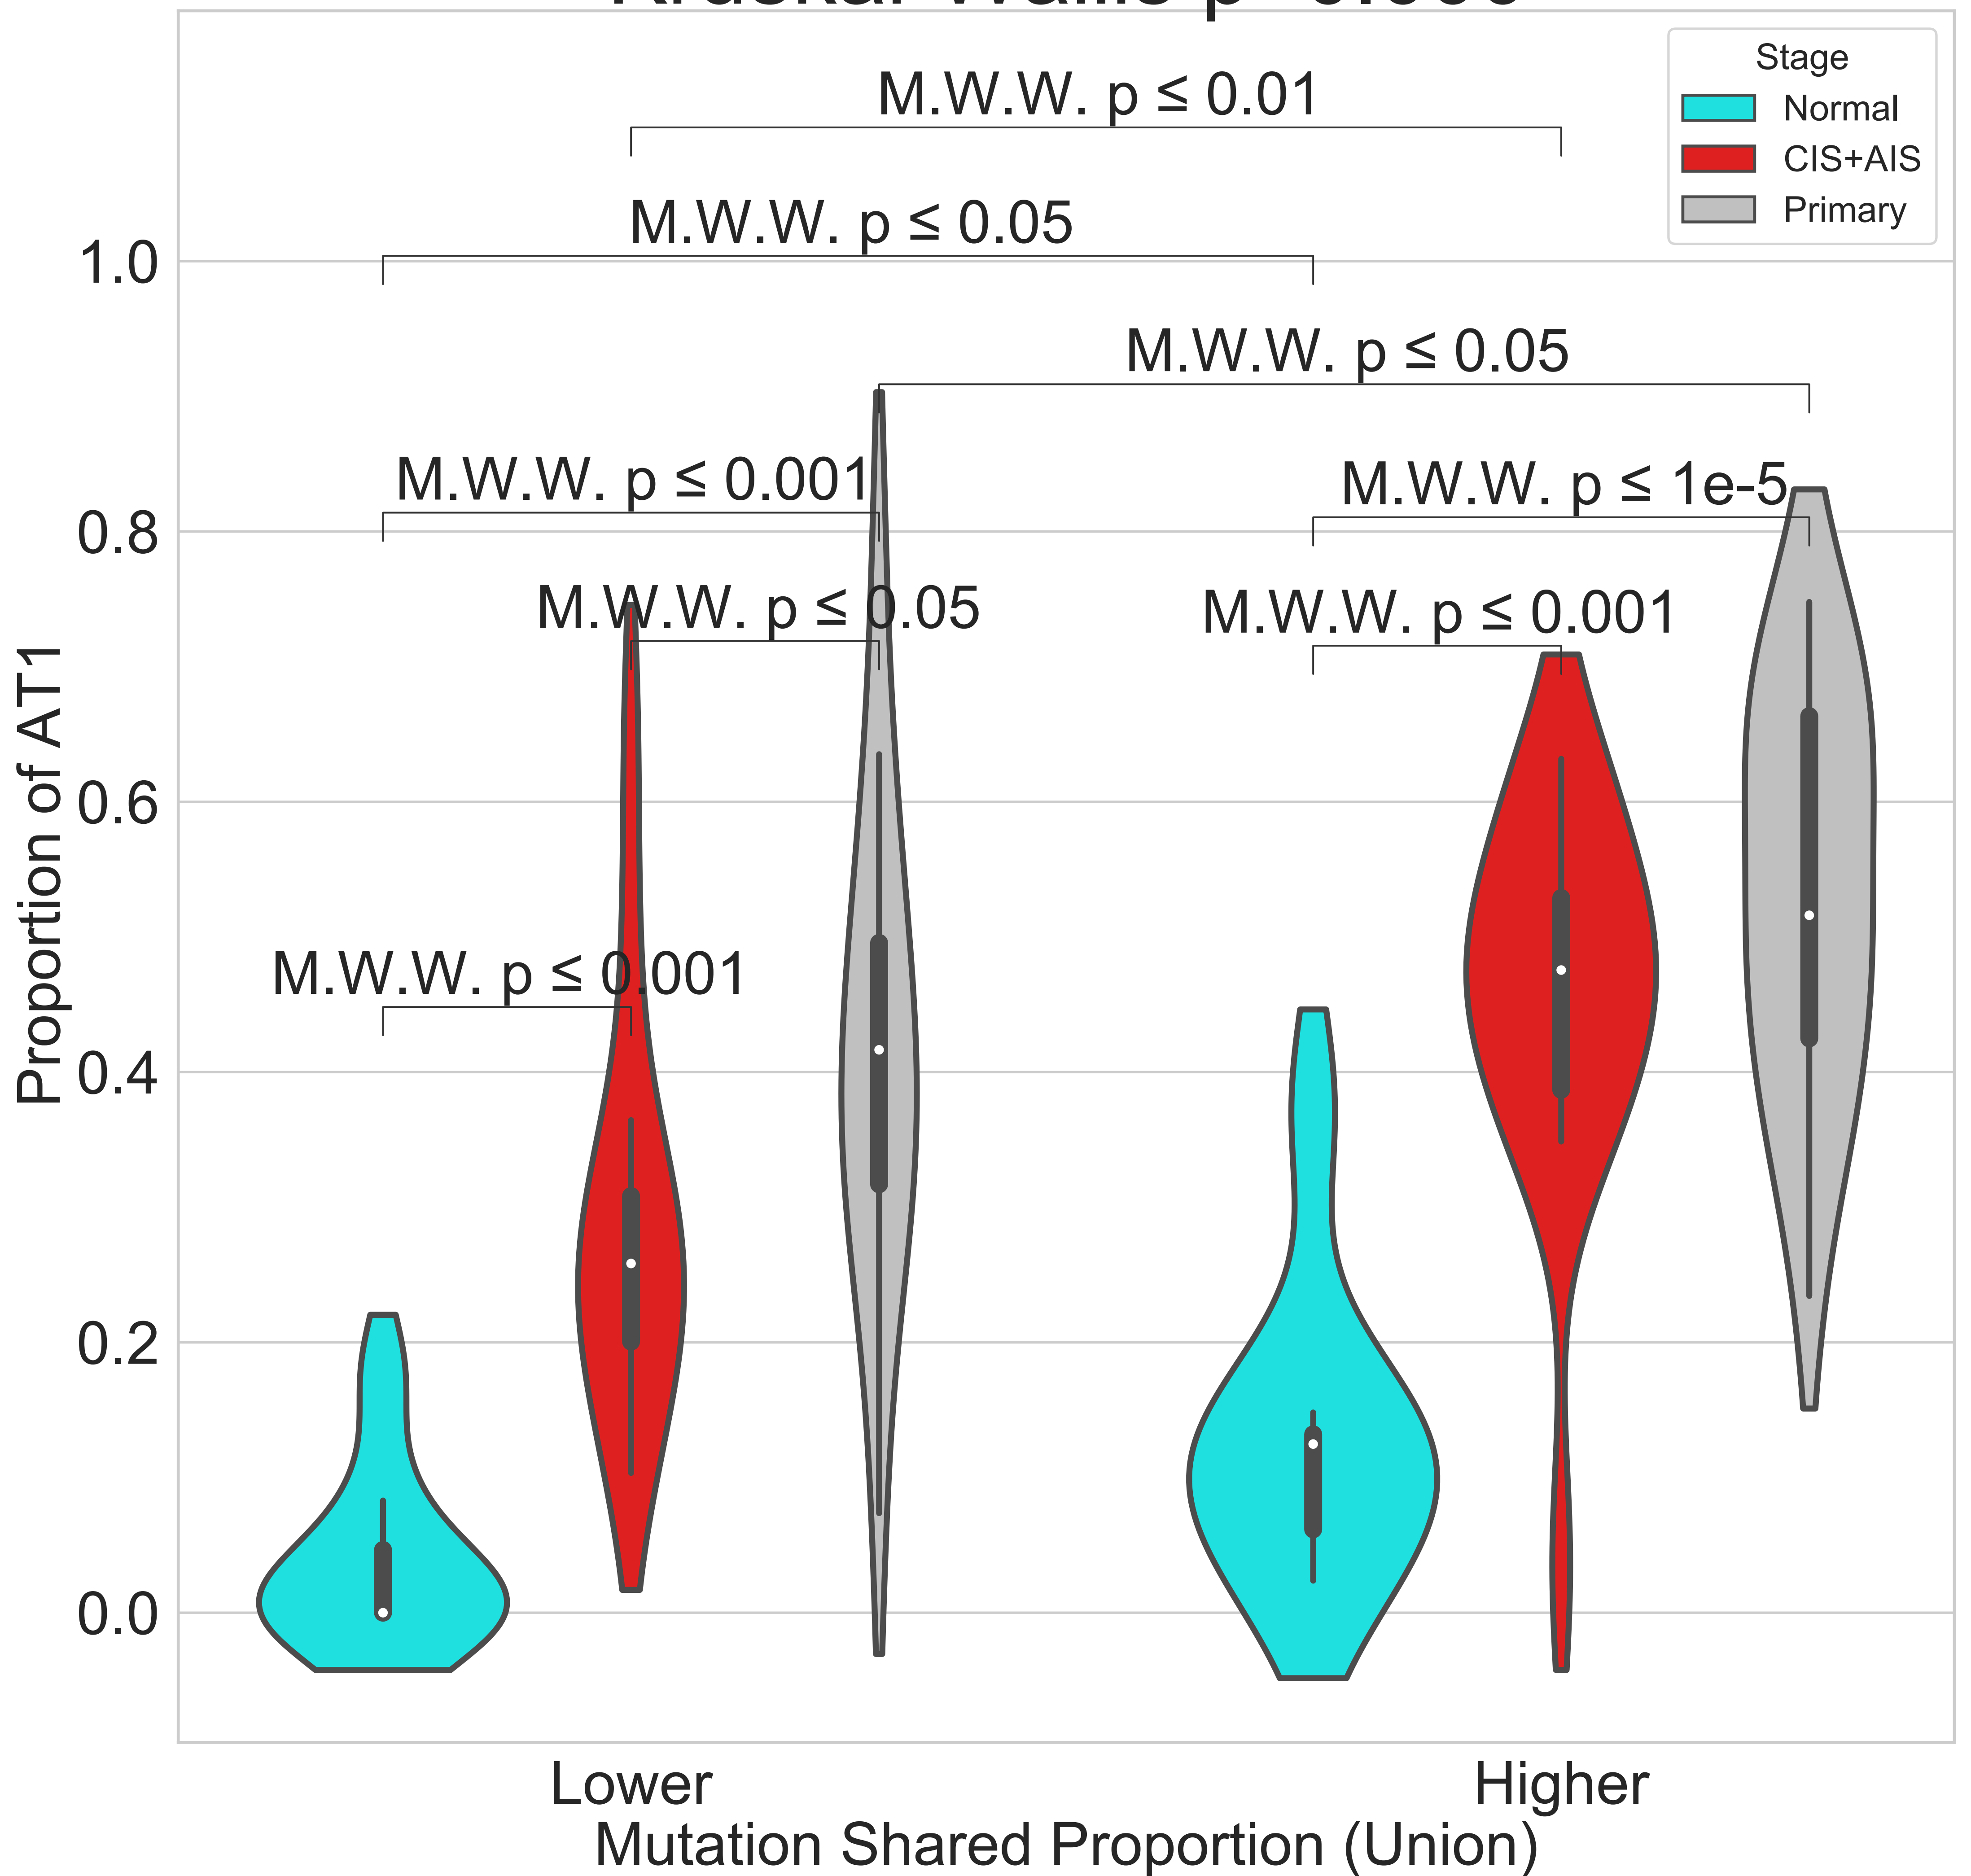 Stage
Normal
CIS+AIS
Primary
M.W.W. p ≤ 0.01
M.W.W. p ≤ 0.05
M.W.W. p ≤ 0.05
M.W.W. p ≤ 0.001
M.W.W. p ≤ 1e-5
M.W.W. p ≤ 0.05
M.W.W. p ≤ 0.001
M.W.W. p ≤ 0.001
Proportion of AT1
1.0
0.8
0.6
0.4
0.2
0.0
Lower
Higher
Mutation Shared Proportion (Union)